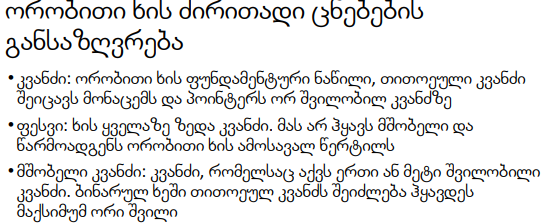 ორობითი ხის ძირითადი ცნებების
განსაზღვრება
• კვანძი: ორობითი ხის ფუნდამენტური ნაწილი, თითოეული კვანძი
შეიცავს მონაცემს და პოინტერს ორ შვილობილ კვანძზე
• ფესვი: ხის ყველაზე ზედა კვანძი. მას არ ჰყავს მშობელი და
წარმოადგენს ორობითი ხის ამოსავალ წერტილს
• მშობელი კვანძი: კვანძი, რომელსაც აქვს ერთი ან მეტი შვილობილი
კვანძი. ბინარულ ხეში თითოეულ კვანძს შეიძლება ჰყავდეს
მაქსიმუმ ორი შვილი